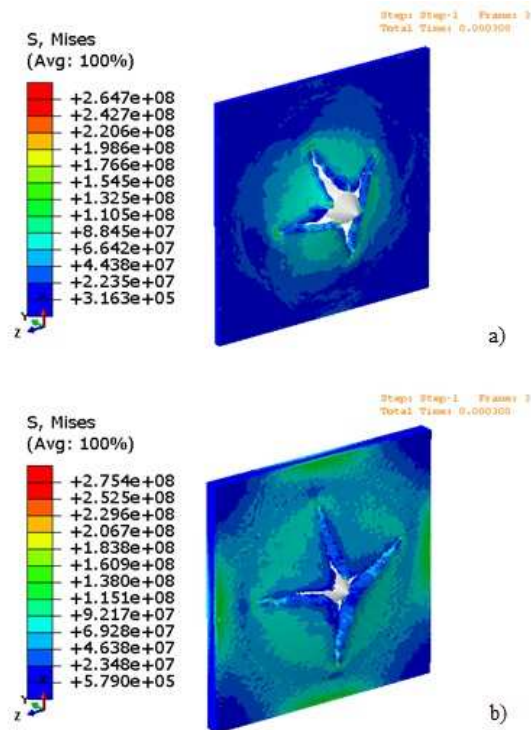 Step: Step-1 Frame: 3
Total Time: 0.000300
S, Mises
(Avg: 100%)
+2.647e+08
+2.427e+08
+2.206e+08
+1.986e+08
+1.766e+08
+1.545e+08
+1.325e+08
+1.105e+08
+8.845e+07
+6.642e+07
+4.438e+07
+2.235e+07
+3.163e+05
Y
Z
a)
Step: Step-1 Frame: 3
Total Time: 0.000300
S, Mises
(Avg: 100%)
+2.754e+08
+2.525e+08
+2.296e+08
+2.067e+08
+1.838e+08
+1.609e+08
+1.380e+08
+1.151e+08
+9.217e+07
+6.928e+07
+4.638e+07
+2.348e+07
+5.790e+05
Y
Z
b)